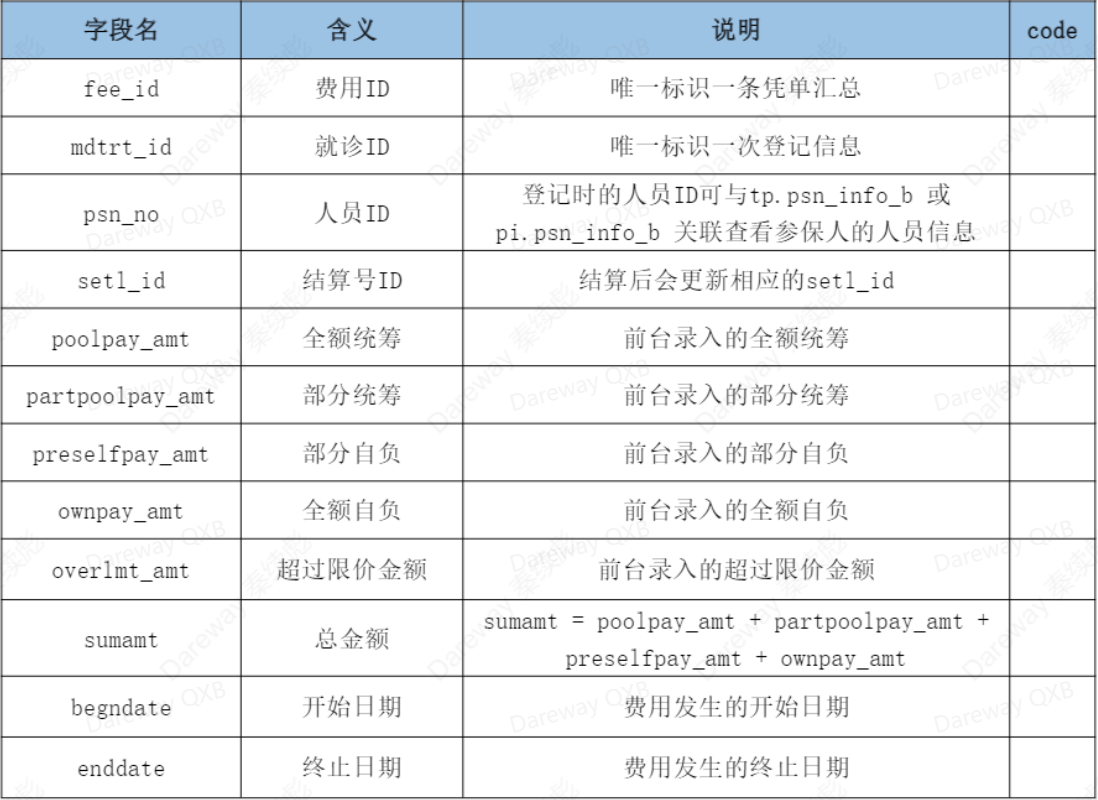 字段名 含义 说明 code
fee_id 费用ID 唯一标识一条凭单汇总
mdtrt_id 就诊ID 唯一标识一次登记信息
psn_no 人员ID 登记时的人员ID可与tp.psn_info_b 或
pi.psn_info_b 关联查看参保人的人员信息
setl_id 结算号ID 结算后会更新相应的setl_id
poolpay_amt 全额统筹 前台录入的全额统筹
partpoolpay_amt 部分统筹 前台录入的部分统筹
preselfpay_amt 部分自负 前台录入的部分自负
ownpay_amt 全额自负 前台录入的全额自负
overlmt_amt 超过限价金额 前台录入的超过限价金额
sumamt 总金额 sumamt = poolpay_amt + partpoolpay_amt +
preselfpay_amt + ownpay_amt
begndate 开始日期 费用发生的开始日期
enddate 终止日期 费用发生的终止日期
Dareway QXB
Dareway 秦续彪